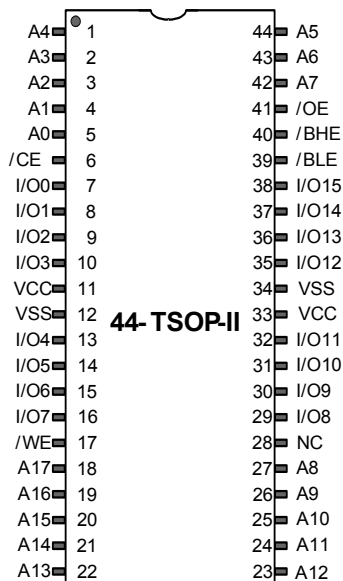 A4 1 44 A5
A3 2 43 A6
A2 3 42 A7
A1 4 41 /OE
A0 5 40 /BHE
/CE 6 39 /BLE
I/O0 7 38 I/O15
I/O1 8 37 I/O14
I/O2 9 36 I/O13
I/O3 10 35 I/O12
VCC 11 34 VSS
VSS 12 33 VCC
44-TSOP-II
I/O4 13 32 I/O11
I/O5 14 31 I/O10
I/O6 15 30 I/O9
I/O7 16 29 I/O8
/WE 17 28 NC
A17 18 27 A8
A16 19 26 A9
A15 20 25 A10
A14 21 24 A11
A13 22 23 A12